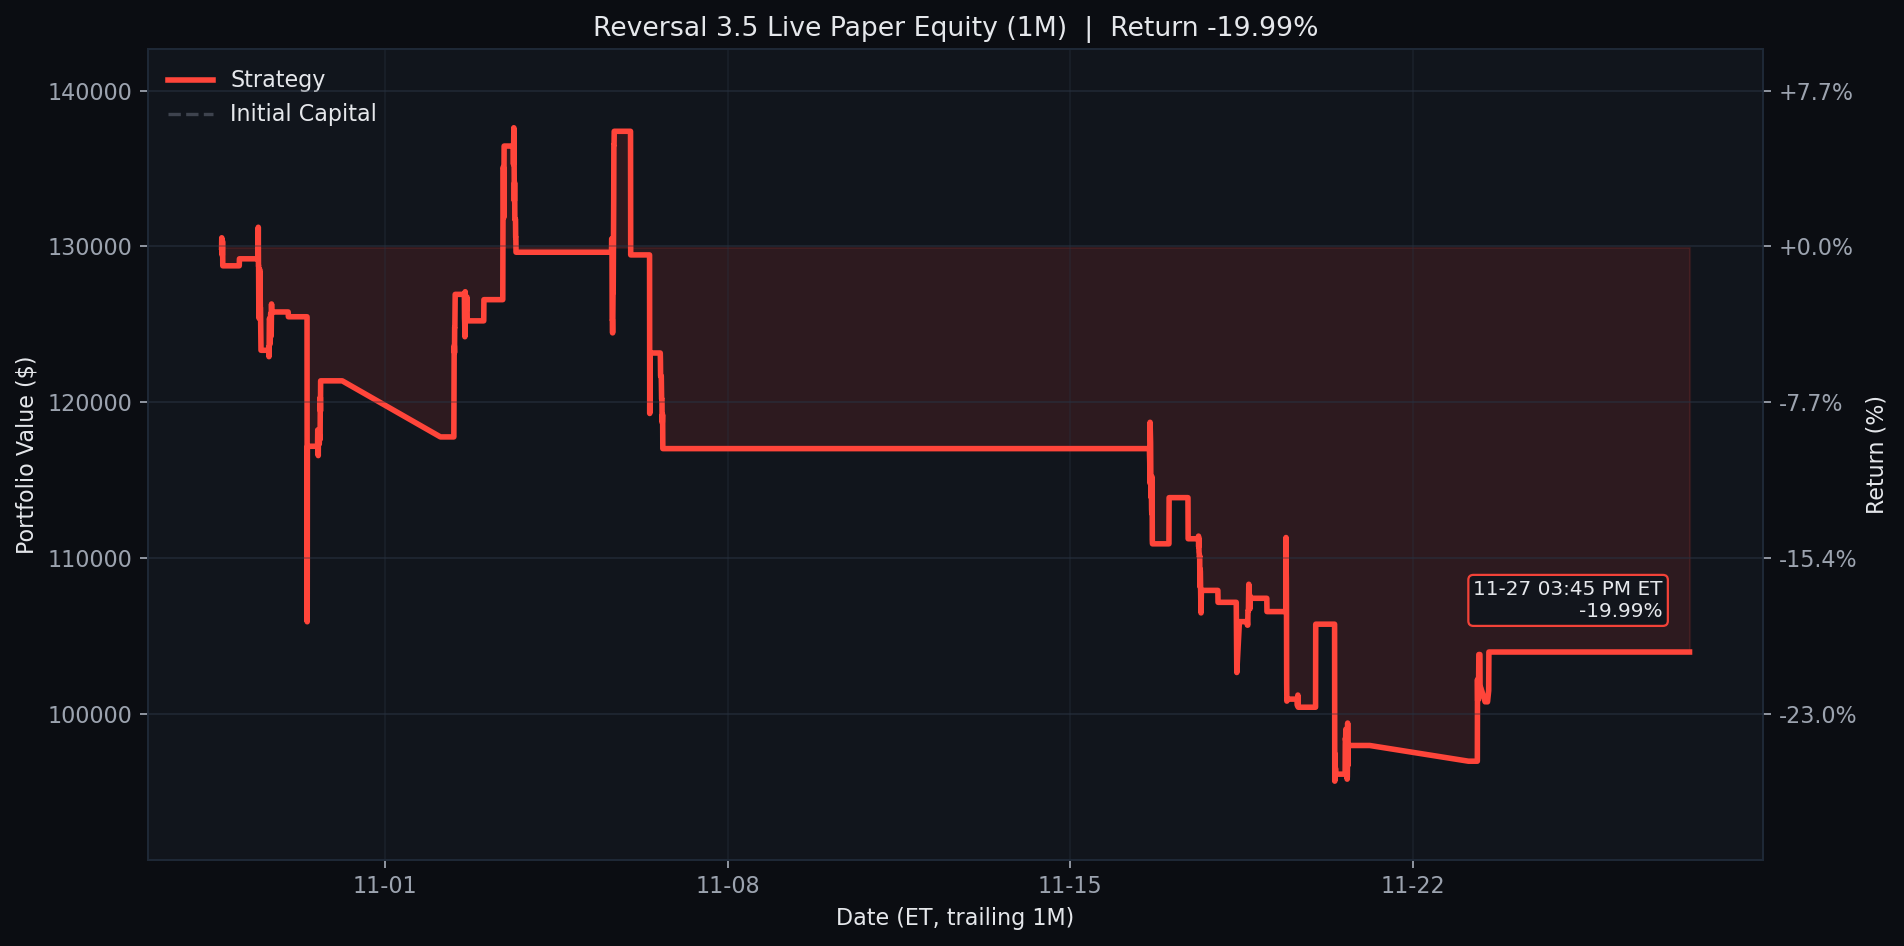 Reversal 3.5 Live Paper Equity (1M)  |  Return -19.99%
Strategy
Initial Capital
Portfolio Value ($)
140000
130000
120000
110000
100000
+7.7%
+0.0%
-7.7%
-15.4%
-23.0%
Return (%)
11-27 03:45 PM ET
-19.99%
11-01
11-08
11-15
11-22
Date (ET, trailing 1M)